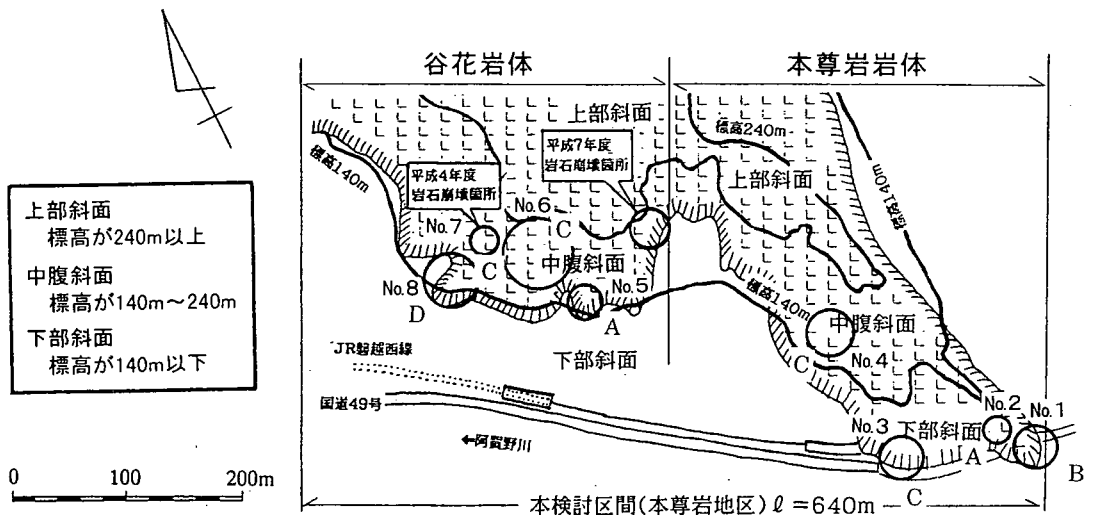 谷花岩体
本尊岩岩体
上部斜面
標高240m
平成7年度
岩石崩壊箇所
標高140m
平成4年度
岩石崩壊箇所
上部斜面
標高140m
No.6
No.7
C
C
中腹斜面
No.5
No.8
D
A
標高140m
中腹斜面
C
No.4
下部斜面
JR磐越西線
国道49号
←阿賀野川
No.3
下部斜面
No.2
No.1
A
B
C
上部斜面
標高が240m以上
中腹斜面
標高が140m~240m
下部斜面
標高が140m以下
0 100 200m
本検討区間(本尊岩地区)ℓ=640m